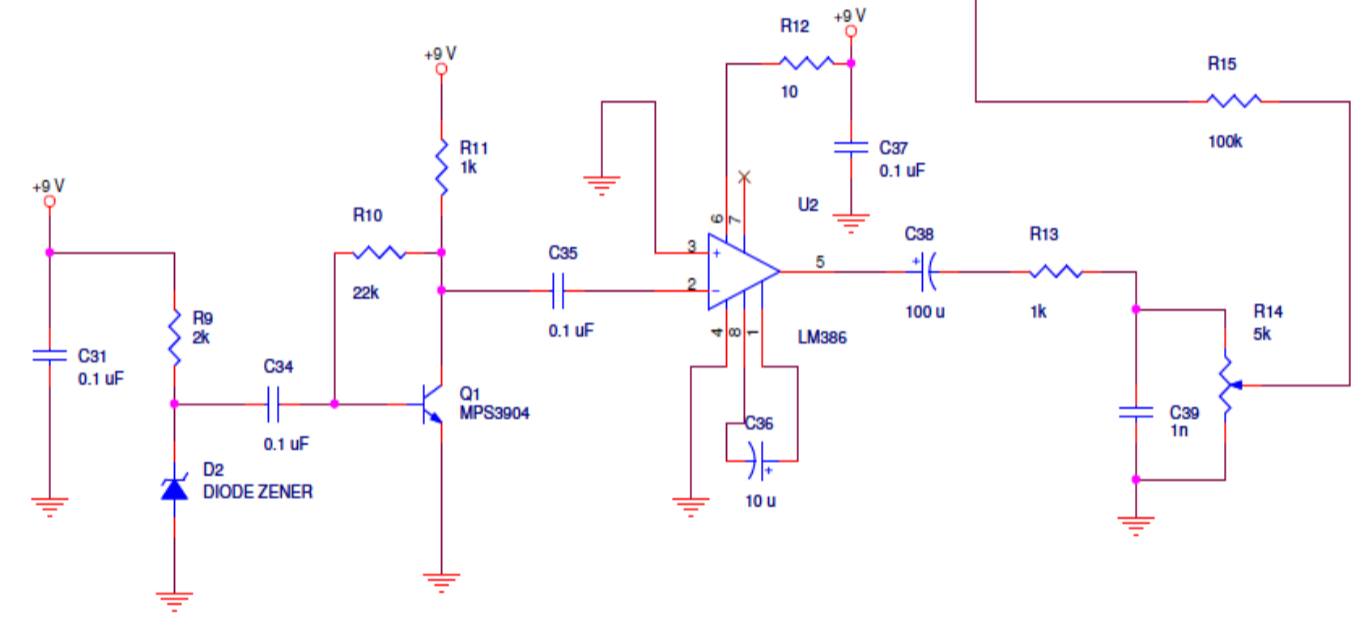 R12
+9 V
10
C37
0.1 uF
R15
100k
+9 V
R11
1k
+9 V
R10
22k
C35
0.1 uF
6
7
U2
3
+
2
–
5
4
8
1
LM386
C38
+
100 u
R13
1k
R14
5k
R9
2k
C31
0.1 uF
C34
0.1 uF
Q1
MPS3904
C36
+
10 u
C39
1n
D2
DIODE ZENER